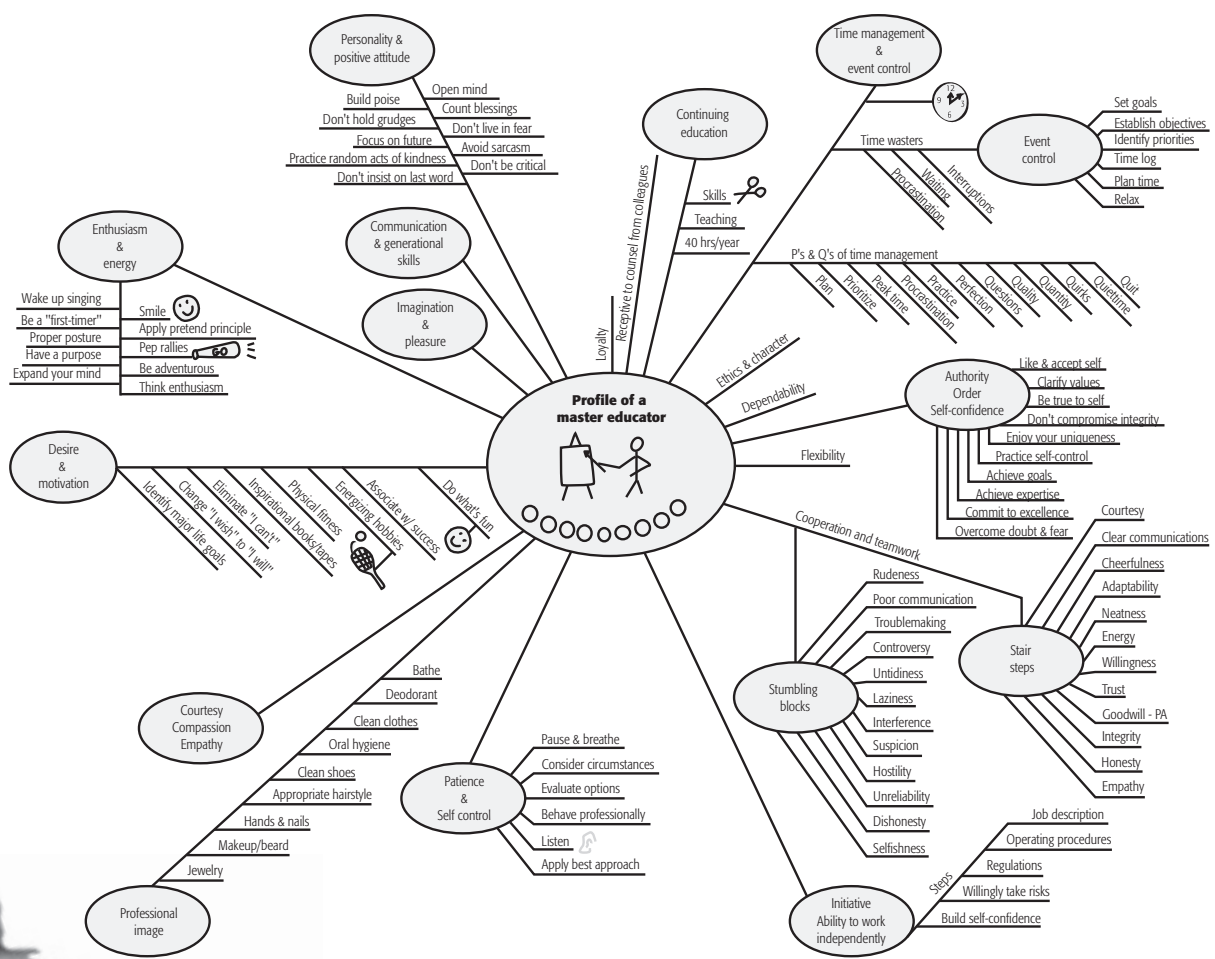 Personality &
positive attitude
Open mind
Build poise
Count blessings
Don't hold grudges
Don't live in fear
Focus on future
Avoid sarcasm
Practice random acts of kindness
Don't be critical
Don't insist on last word
Communication
& generational
skills
Imagination
&
pleasure
Enthusiasm
&
energy
Wake up singing
Smile
Be a "first-timer"
Apply pretend principle
Proper posture
Pep rallies
GO
Have a purpose
Be adventurous
Expand your mind
Think enthusiasm
Continuing
education
Skills
Teaching
40 hrs/year
Receptive to counsel from colleagues
Loyalty
Time management
&
event control
12
9
3
6
Time wasters
Procrastination
Waiting
Interruptions
Event
control
Set goals
Establish objectives
Identify priorities
Time log
Plan time
Relax
P's & Q's of time management
Plan
Prioritize
Peak time
Procrastination
Practice
Perfection
Questions
Quality
Quantity
Quirks
Quiettime
Quit
Ethics & character
Dependability
Flexibility
Authority
Order
Self-confidence
Like & accept self
Clarify values
Be true to self
Don't compromise integrity
Enjoy your uniqueness
Practice self-control
Achieve goals
Achieve expertise
Commit to excellence
Overcome doubt & fear
Profile of a
master educator
Desire
&
motivation
Identify major life goals
Change "I wish" to "I will"
Eliminate "I can't"
Inspirational books/tapes
Physical fitness
Energizing hobbies
Associate w/ success
Do what's fun
Cooperation and teamwork
Stumbling
blocks
Rudeness
Poor communication
Troublemaking
Controversy
Untidiness
Laziness
Interference
Suspicion
Hostility
Unreliability
Dishonesty
Selfishness
Stair
steps
Courtesy
Clear communications
Cheerfulness
Adaptability
Neatness
Energy
Willingness
Trust
Goodwill - PA
Integrity
Honesty
Empathy
Courtesy
Compassion
Empathy
Bathe
Deodorant
Clean clothes
Oral hygiene
Clean shoes
Appropriate hairstyle
Hands & nails
Makeup/beard
Jewelry
Professional
image
Patience
&
Self control
Pause & breathe
Consider circumstances
Evaluate options
Behave professionally
Listen
Apply best approach
Initiative
Ability to work
independently
Steps
Job description
Operating procedures
Regulations
Willingly take risks
Build self-confidence